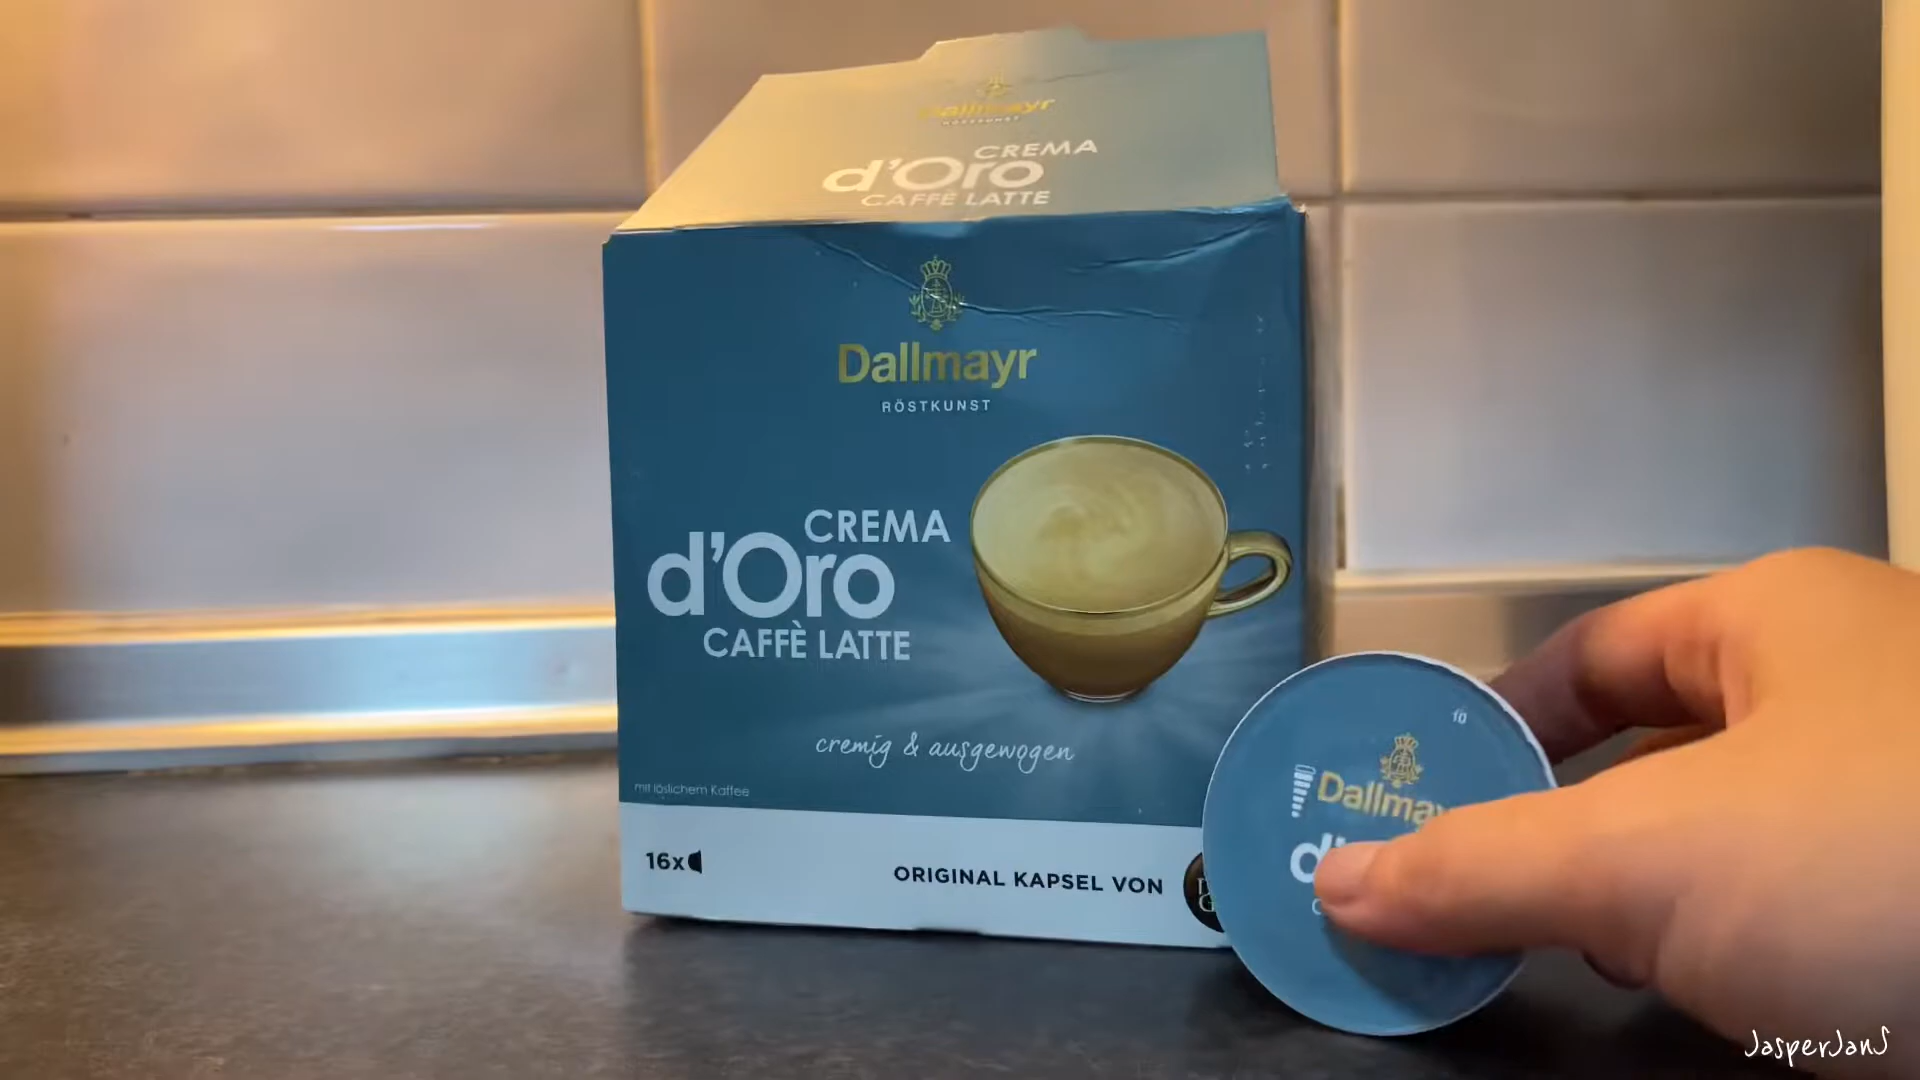 Dallmayr
RÖSTKUNST
CREMA
d'Oro
CAFFÈ LATTE
Dallmayr
RÖSTKUNST
CREMA
d'Oro
CAFFÈ LATTE
cremig & ausgewogen
mit löslichem Kaffee
16x
ORIGINAL KAPSEL VON
10
Dallmayr
JasperJanS